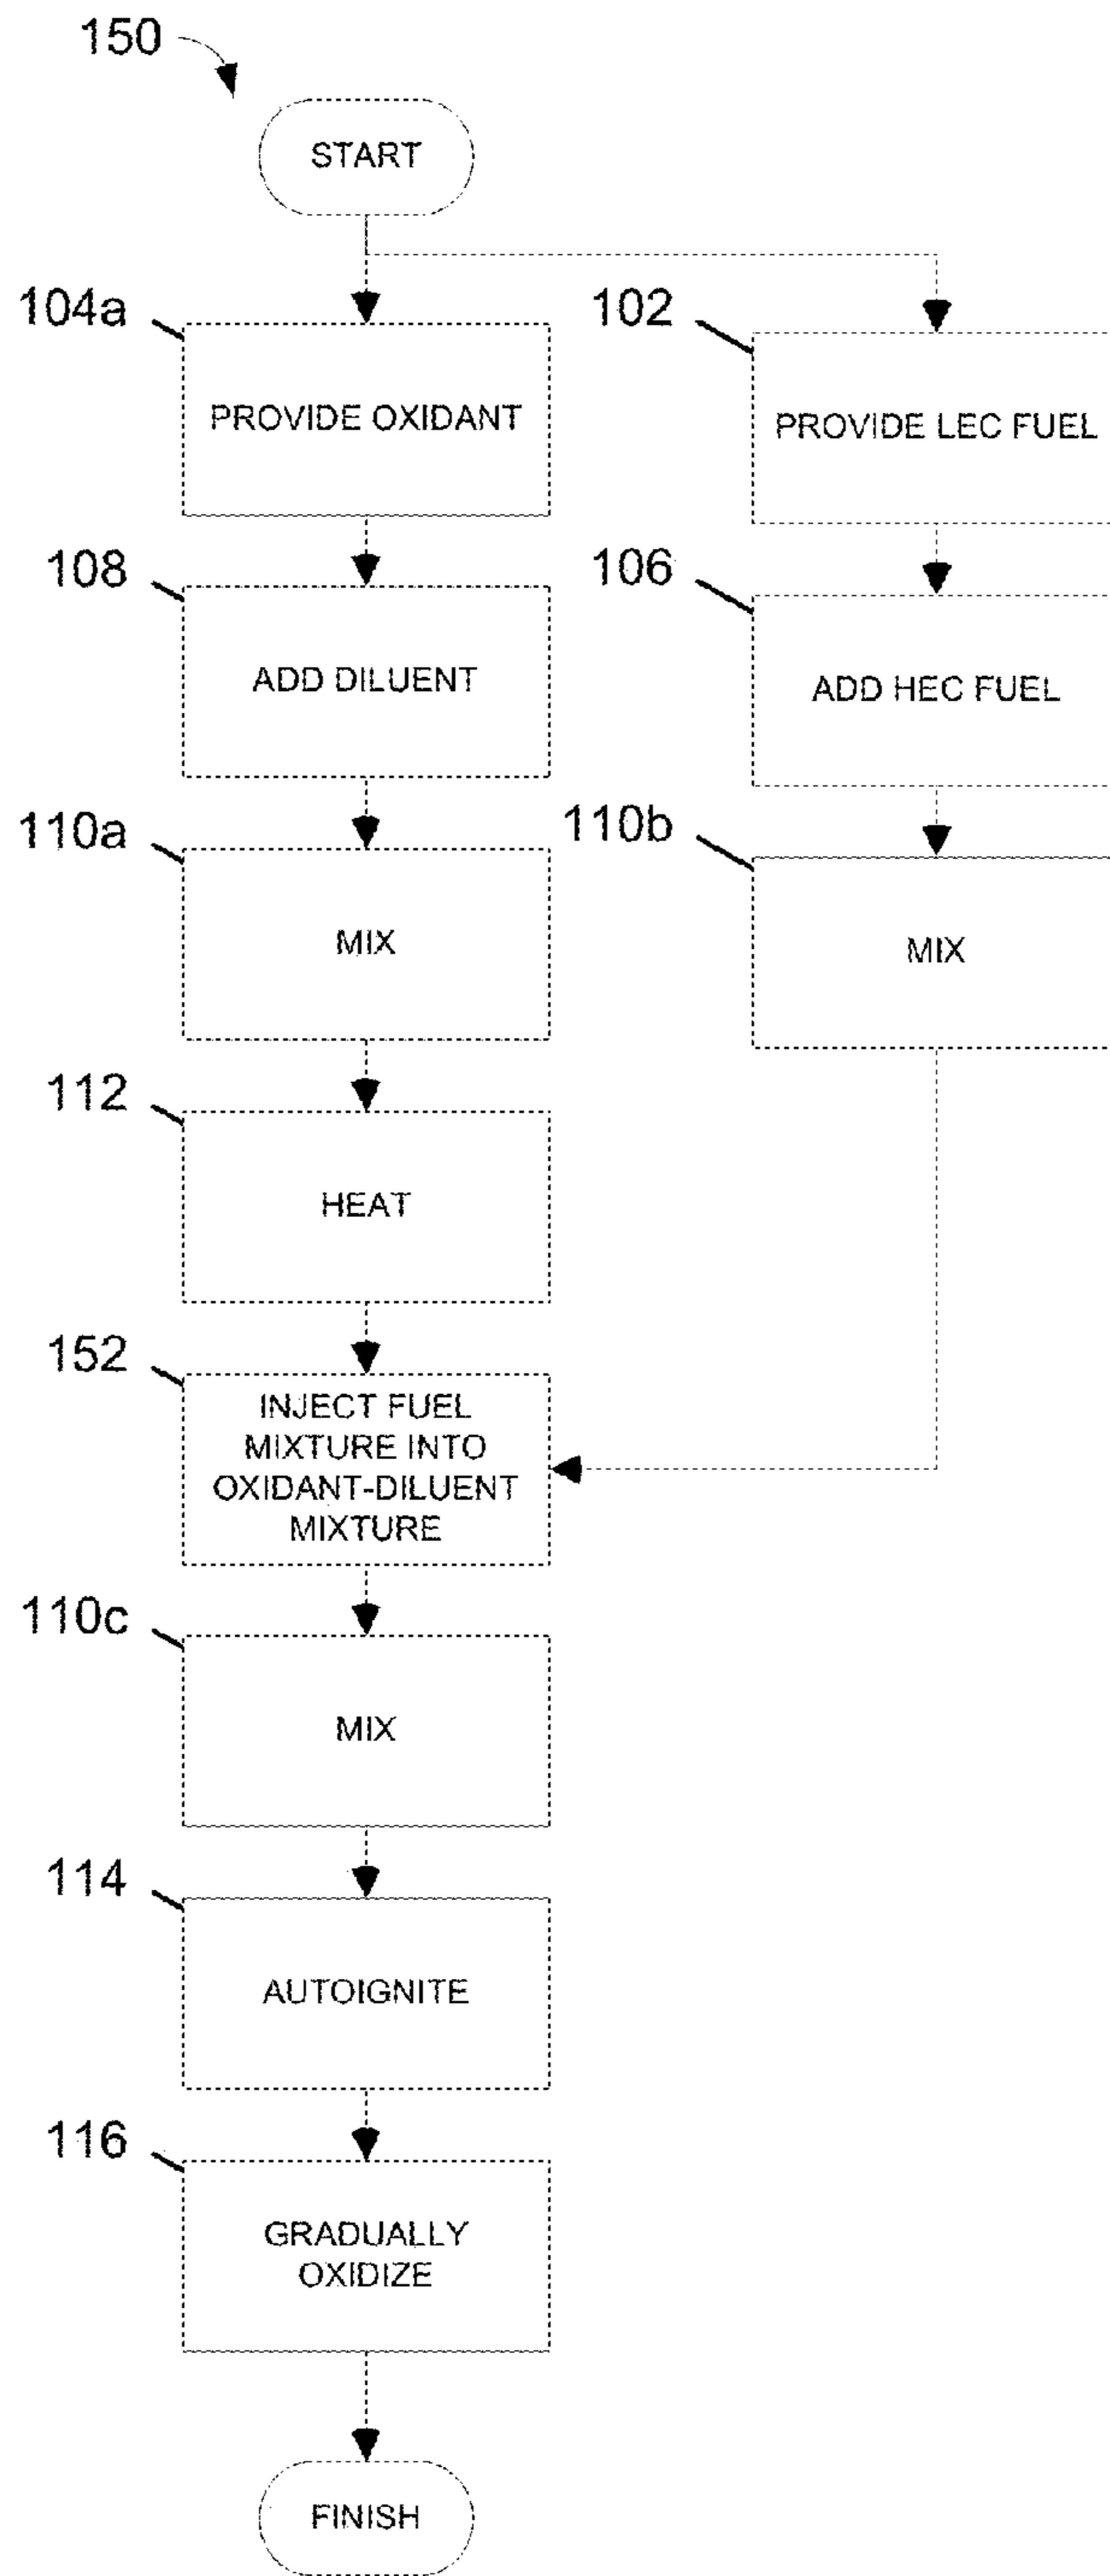 150
START
104a
PROVIDE OXIDANT
102
PROVIDE LEC FUEL
108
ADD DILUENT
106
ADD HEC FUEL
110a
MIX
110b
MIX
112
HEAT
152
INJECT FUEL
MIXTURE INTO
OXIDANT-DILUENT
MIXTURE
110c
MIX
114
AUTOIGNITE
116
GRADUALLY
OXIDIZE
FINISH